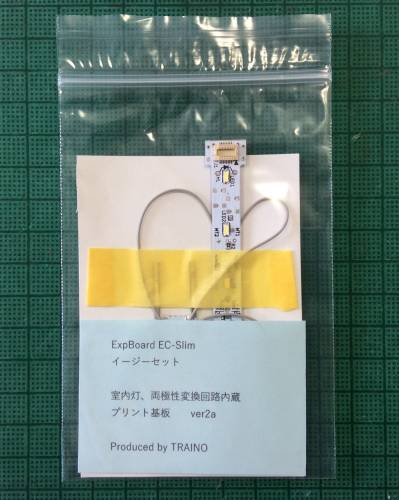 ExpBoard EC-Slim
イージーセット
室内灯、両極性変換回路内蔵
プリント基板 ver2a
Produced by TRAINO